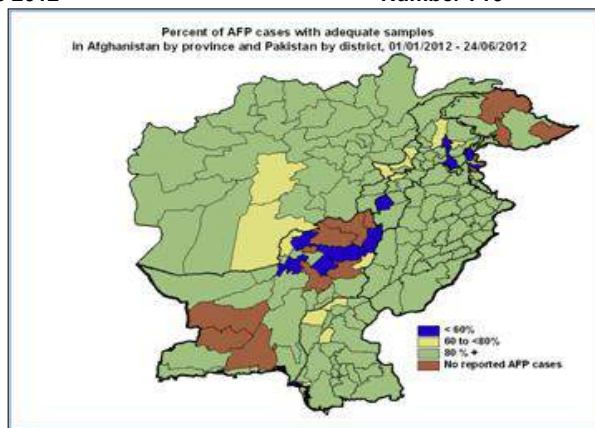 2012
Percent of AFP cases with adequate samples
in Afghanistan by province and Pakistan by district, 01/01/2012 - 24/06/2012
< 60%
60 to <80%
80 % +
No reported AFP cases